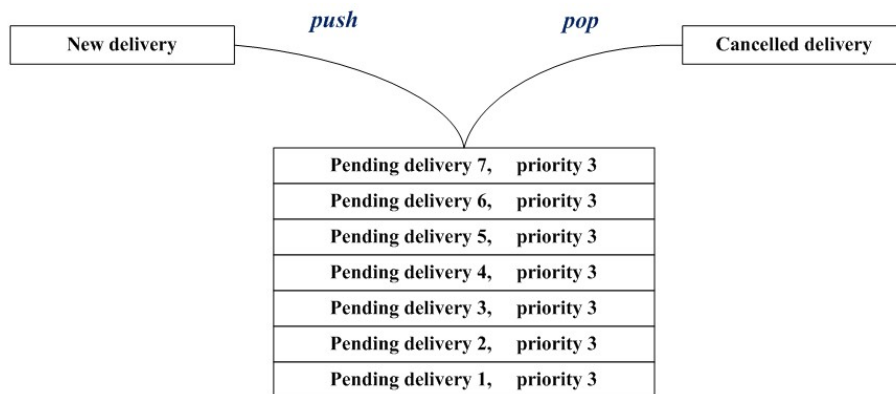 push
pop
New delivery
Cancelled delivery
Pending delivery 7, priority 3
Pending delivery 6, priority 3
Pending delivery 5, priority 3
Pending delivery 4, priority 3
Pending delivery 3, priority 3
Pending delivery 2, priority 3
Pending delivery 1, priority 3